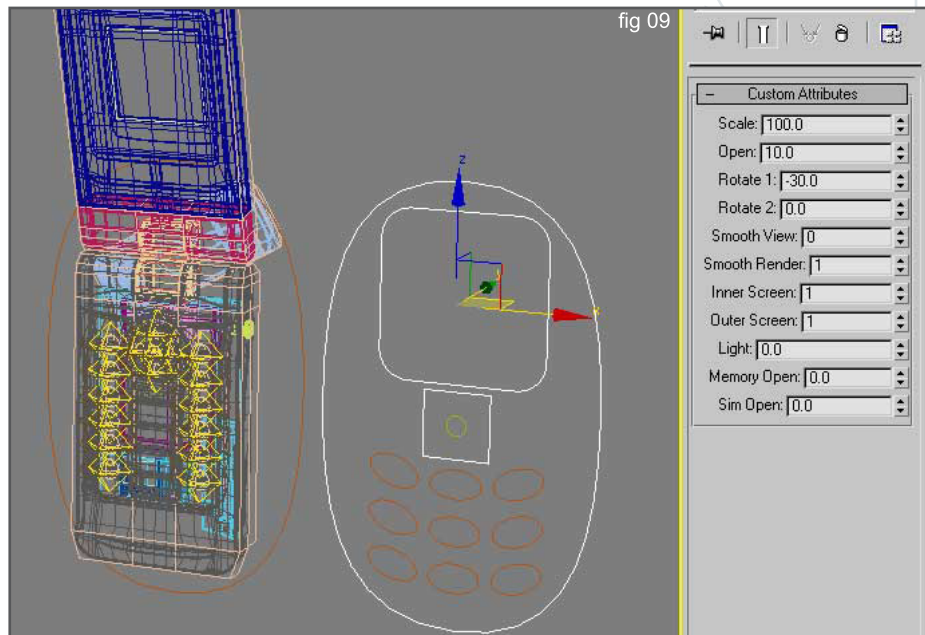 fig 09
Custom Attributes
Scale: 100.0
Open: 10.0
Rotate 1: -30.0
Rotate 2: 0.0
Smooth View: 0
Smooth Render: 1
Inner Screen: 1
Outer Screen: 1
Light: 0.0
Memory Open: 0.0
Sim Open: 0.0
z
x